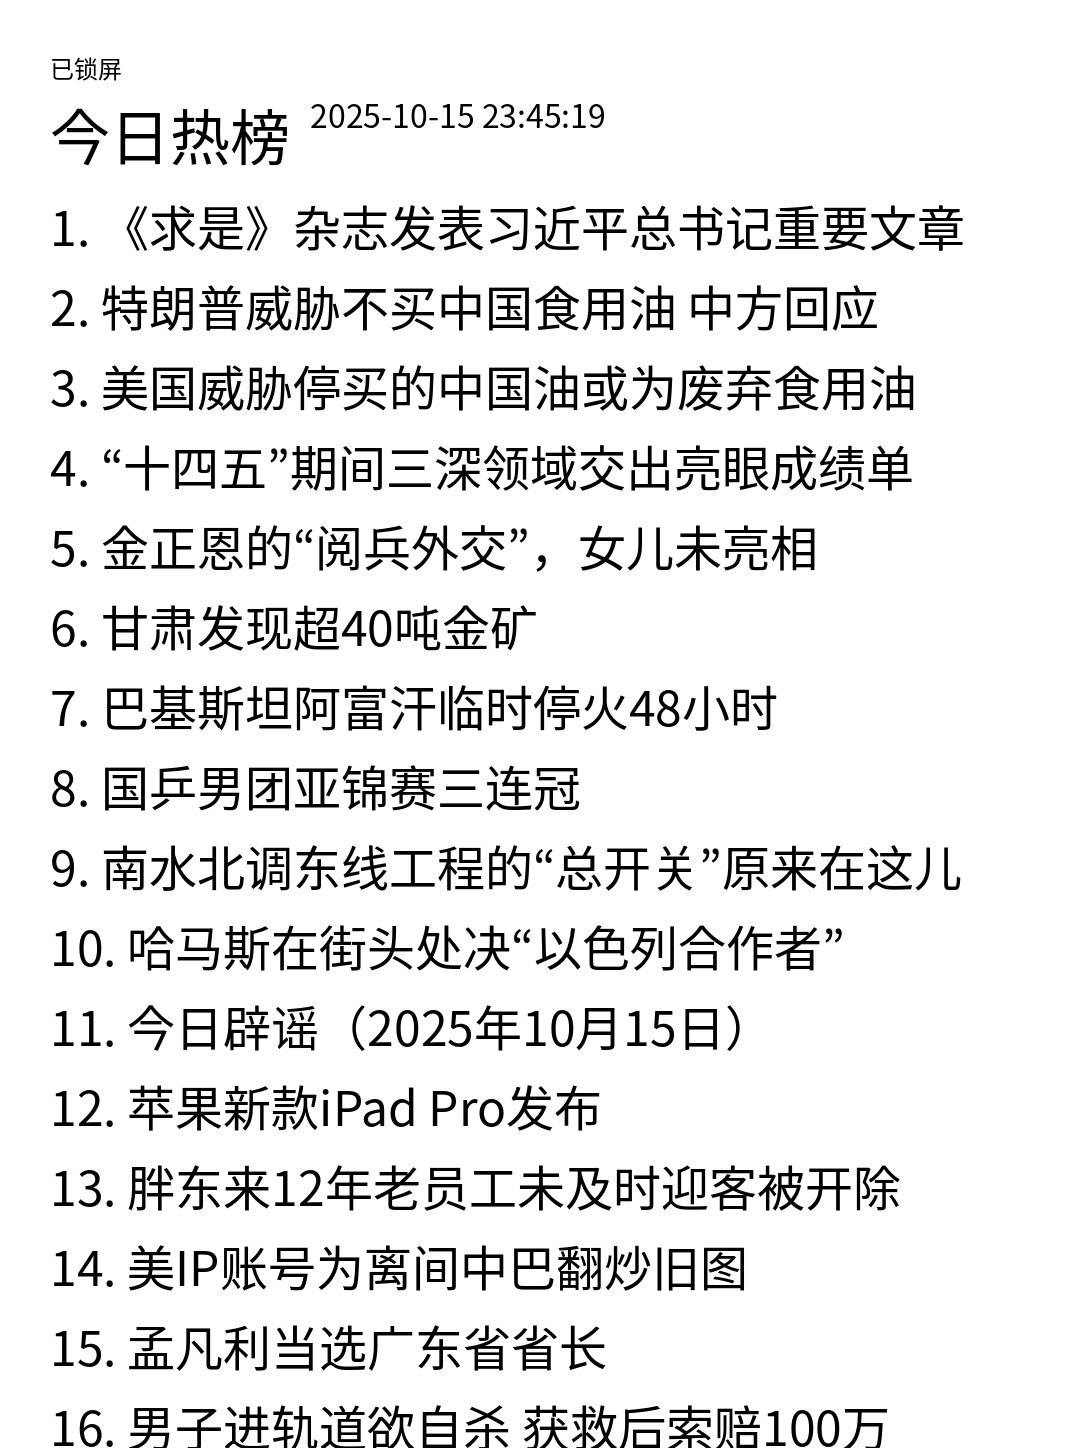 已锁屏
今日热榜 2025-10-15 23:45:19
1. 《求是》杂志发表习近平总书记重要文章
2. 特朗普威胁不买中国食用油 中方回应
3. 美国威胁停买的中国油或为废弃食用油
4. “十四五”期间三深领域交出亮眼成绩单
5. 金正恩的“阅兵外交”，女儿未亮相
6. 甘肃发现超40吨金矿
7. 巴基斯坦阿富汗临时停火48小时
8. 国乒男团亚锦赛三连冠
9. 南水北调东线工程的“总开关”原来在这儿
10. 哈马斯在街头处决“以色列合作者”
11. 今日辟谣（2025年10月15日）
12. 苹果新款iPad Pro发布
13. 胖东来12年老员工未及时迎客被开除
14. 美IP账号为离间中巴翻炒旧图
15. 孟凡利当选广东省省长
16. 男子进轨道欲自杀 获救后索赔100万